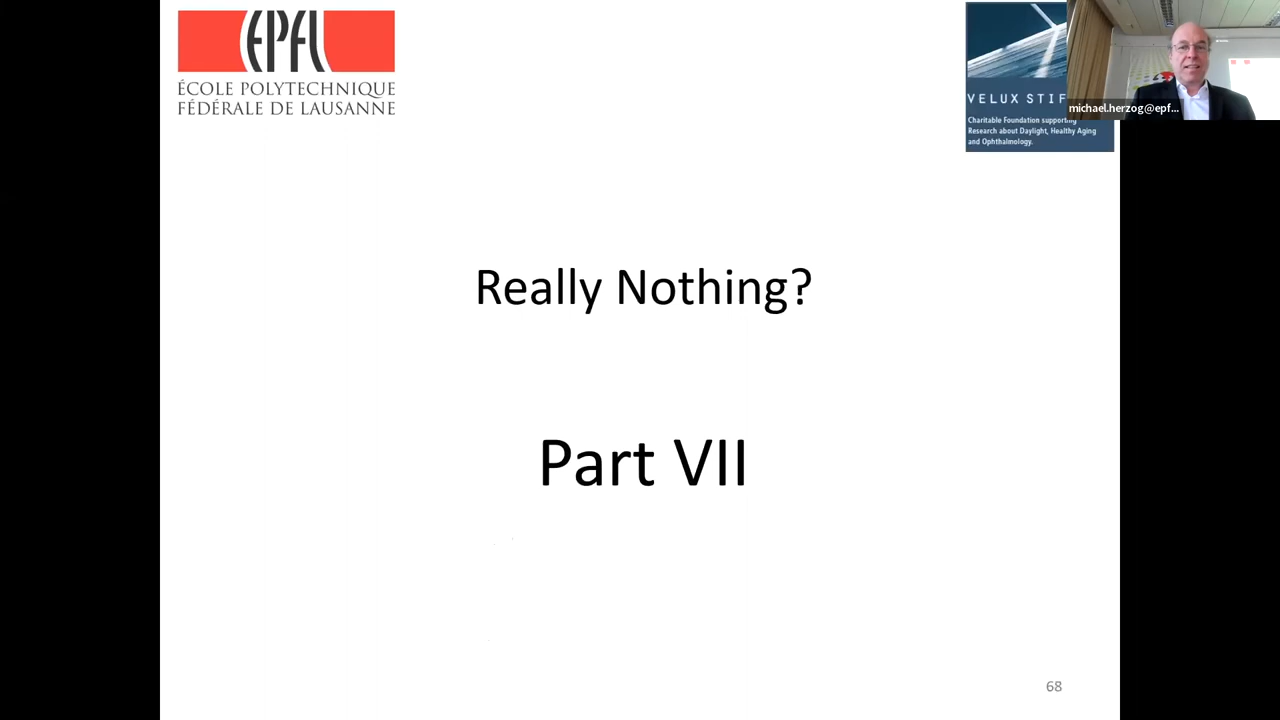 EPFL
ÉCOLE POLYTECHNIQUE
FÉDÉRALE DE LAUSANNE
VELUX STIF
Charitable Foundation supporting
Research about Daylight, Healthy Aging
and Ophthalmology.
michael.herzog@epf...
Really Nothing?
Part VII
68